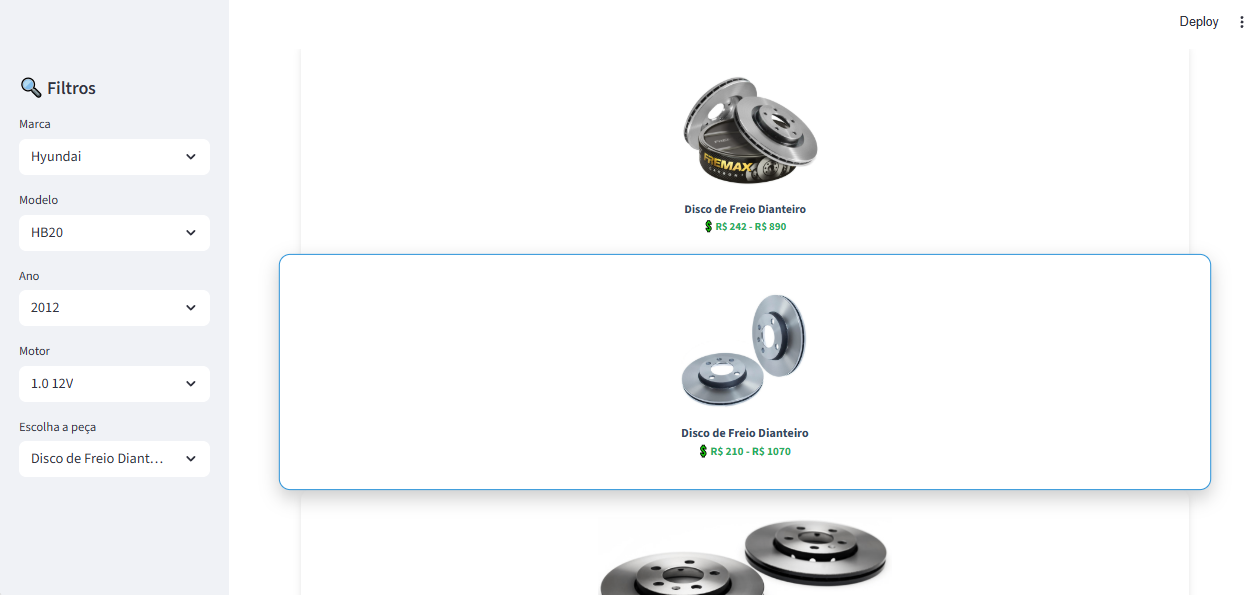 Deploy
Filtros
Marca
Hyundai
Modelo
HB20
Ano
2012
Motor
1.0 12V
Escolha a peça
Disco de Freio Diant…
FREMAX
Disco de Freio Dianteiro
R$ 242 - R$ 890
Disco de Freio Dianteiro
R$ 210 - R$ 1070